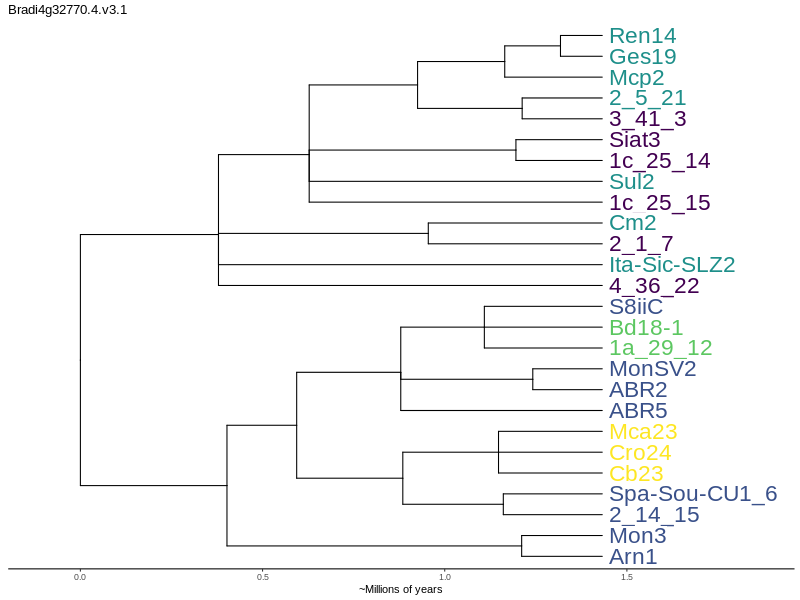 Bradi4g32770.4.v3.1
Ren14
Ges19
Mcp2
2_5_21
3_41_3
Siat3
1c_25_14
Sul2
1c_25_15
Cm2
2_1_7
Ita-Sic-SLZ2
4_36_22
S8iiC
Bd18-1
1a_29_12
MonSV2
ABR2
ABR5
Mca23
Cro24
Cb23
Spa-Sou-CU1_6
2_14_15
Mon3
Arn1
0.0 0.5 1.0 1.5
~Millions of years